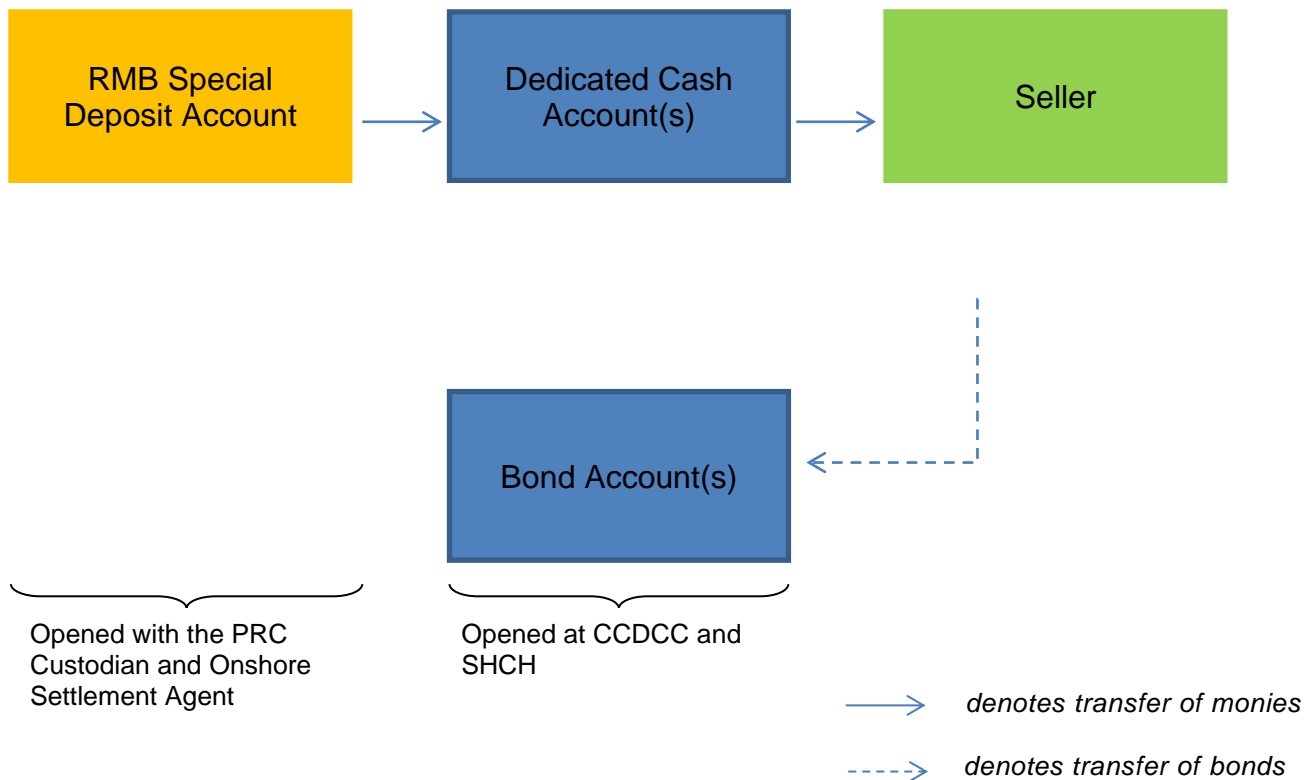 RMB Special
Deposit Account
Dedicated Cash
Account(s)
Seller
Bond Account(s)
Opened with the PRC
Custodian and Onshore
Settlement Agent
Opened at CCDCC and
SHCH
denotes transfer of monies
denotes transfer of bonds